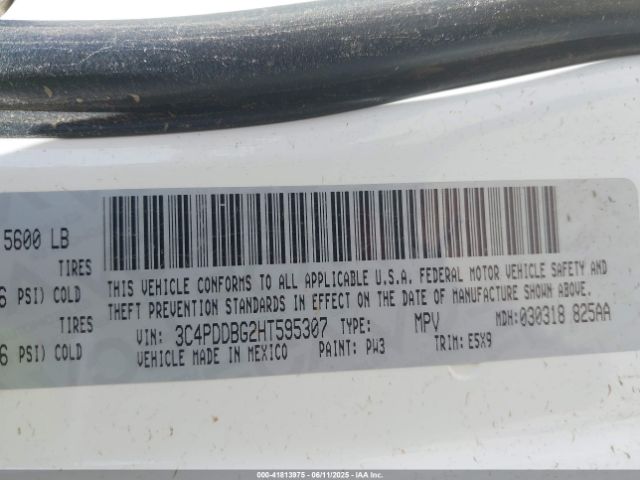 5600 LB
TIRES
6 PSI) COLD
TIRES
6 PSI) COLD
THIS VEHICLE CONFORMS TO ALL APPLICABLE U.S.A. FEDERAL MOTOR VEHICLE SAFETY AND
THEFT PREVENTION STANDARDS IN EFFECT ON THE DATE OF MANUFACTURE SHOWN ABOVE.
VIN: 3C4PDDBG2HT595307 TYPE: MPV MDH: 030318 825AA
VEHICLE MADE IN MEXICO PAINT: PW3 TRIM: E5X9
000-41813975 - 06/11/2025 - IAA Inc.